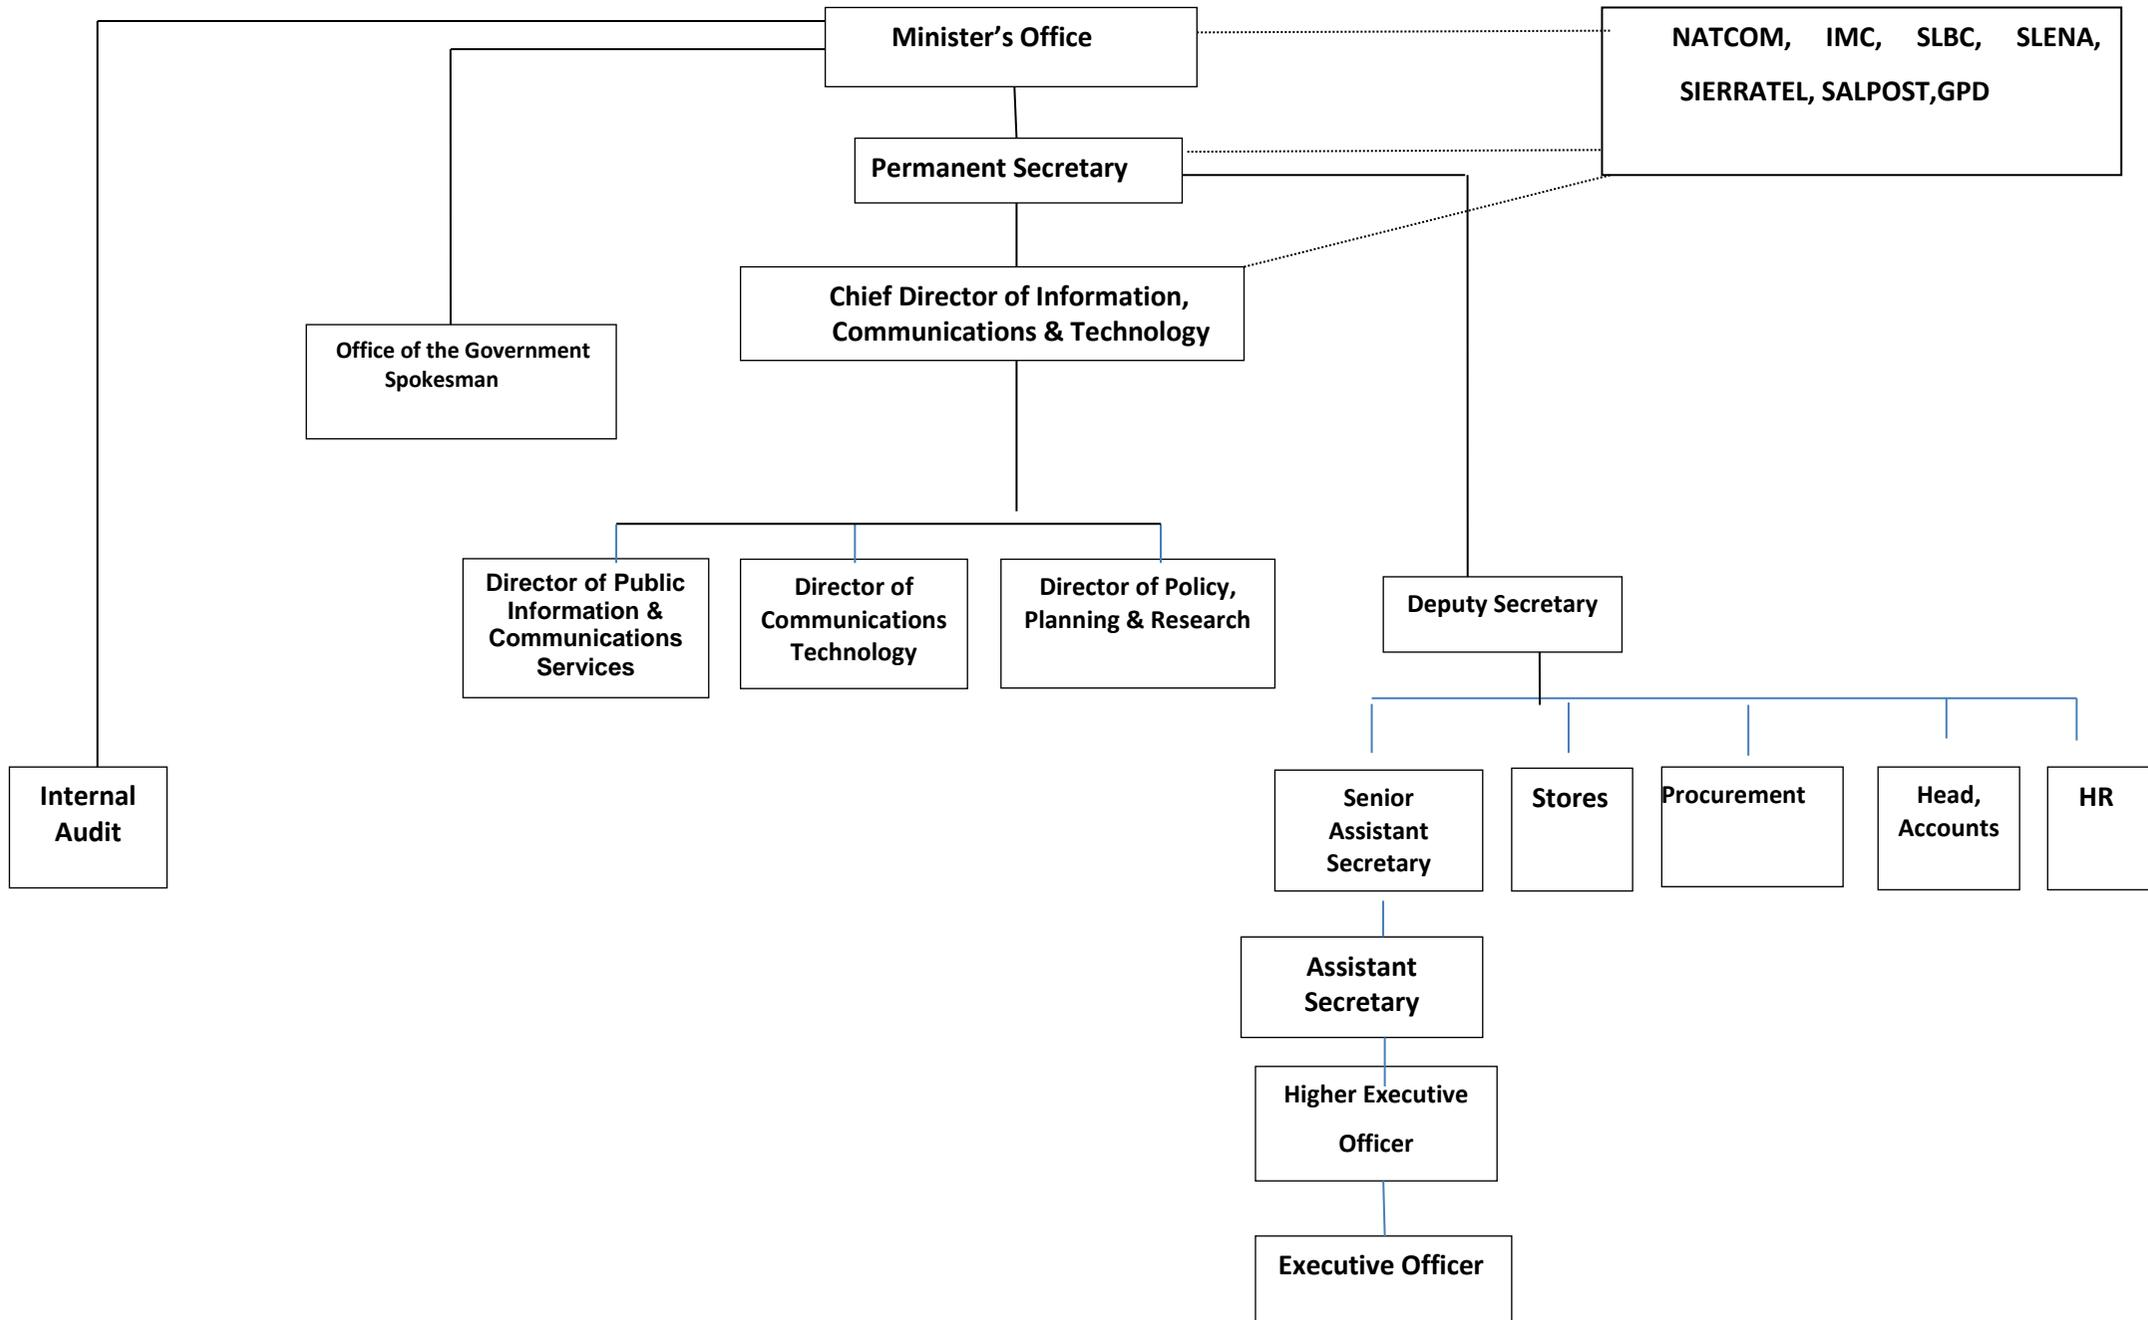 Minister’s Office
NATCOM, IMC, SLBC, SLENA,
SIERRATEL, SALPOST,GPD
Permanent Secretary
Chief Director of Information,
Communications & Technology
Office of the Government
Spokesman
Director of Public
Information &
Communications
Services
Director of
Communications
Technology
Director of Policy,
Planning & Research
Deputy Secretary
Internal
Audit
Senior
Assistant
Secretary
Stores
Procurement
Head,
Accounts
HR
Assistant
Secretary
Higher Executive
Officer
Executive Officer